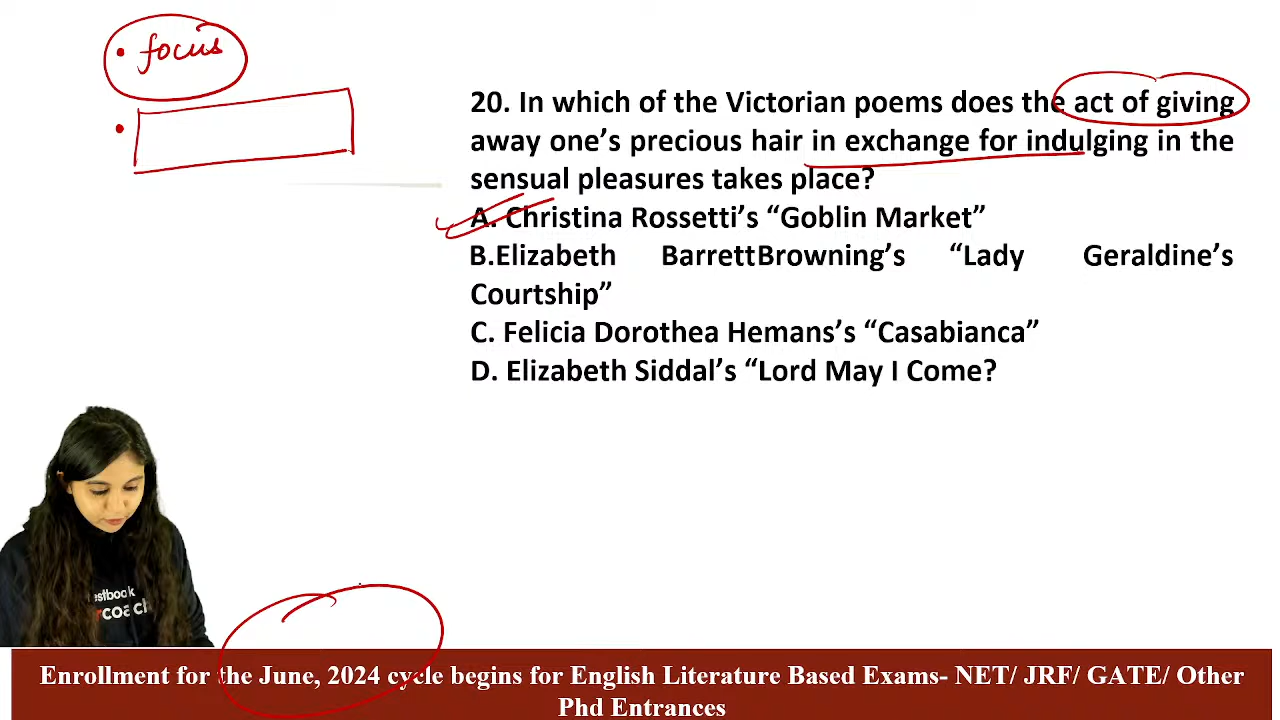 • focus
•
20. In which of the Victorian poems does the act of giving
away one's precious hair in exchange for indulging in the
sensual pleasures takes place?
A. Christina Rossetti's “Goblin Market”
B.Elizabeth BarrettBrowning's “Lady Geraldine's
Courtship”
C. Felicia Dorothea Hemans's “Casabianca”
D. Elizabeth Siddal's “Lord May I Come?
estbook
rcoach
Enrollment for the June, 2024 cycle begins for English Literature Based Exams- NET/ JRF/ GATE/ Other
Phd Entrances